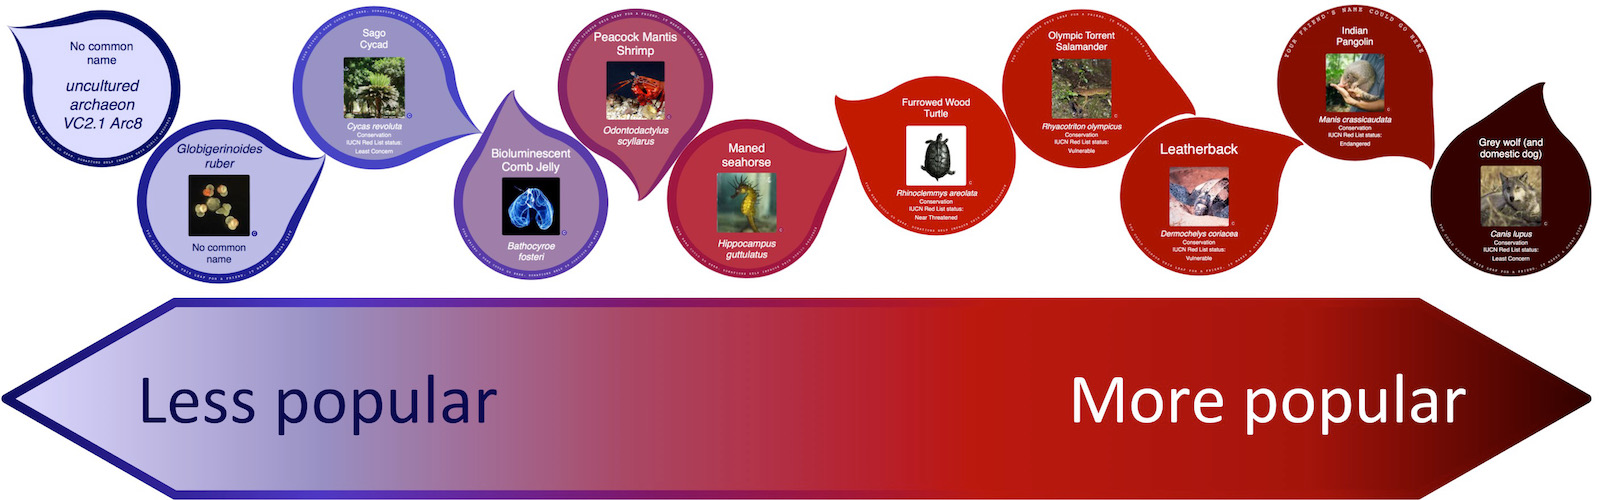 No common
name
uncultured
archaeon
VC2.1 Arc8
Globigerinoides
ruber
No common
name
Sago
Cycad
Cycas revoluta
Conservation
IUCN Red List status:
Least Concern
Bioluminescent
Comb Jelly
Bathocyroe
fosteri
Peacock Mantis
Shrimp
Odontodactylus
scyllarus
Maned
seahorse
Hippocampus
guttulatus
Furrowed Wood
Turtle
Rhinoclemmys areolata
Conservation
IUCN Red List status:
Near Threatened
Olympic Torrent
Salamander
Rhyacotriton olympicus
Conservation
IUCN Red List status:
Vulnerable
Leatherback
Dermochelys coriacea
Conservation
IUCN Red List status:
Vulnerable
YOUR FRIEND'S NAME COULD GO HERE
Indian
Pangolin
Manis crassicaudata
Conservation
IUCN Red List status:
Endangered
Grey wolf (and
domestic dog)
Canis lupus
Conservation
IUCN Red List status:
Least Concern
Less popular
More popular